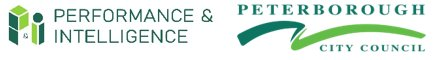 PERFORMANCE &
INTELLIGENCE
P & I
PETERBOROUGH
CITY COUNCIL